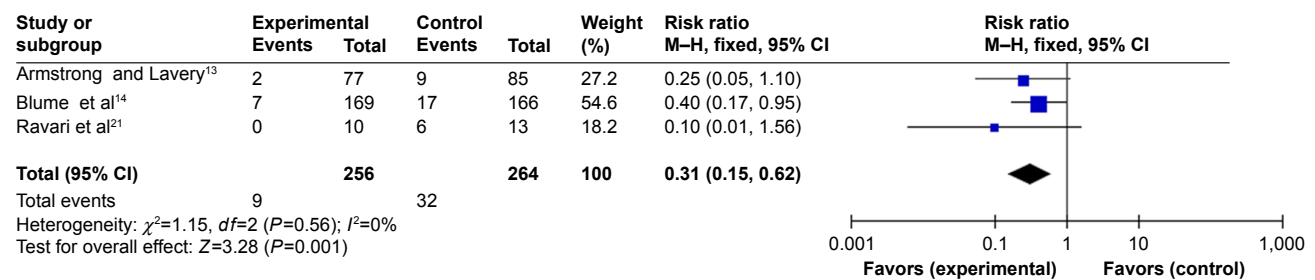 Study or subgroup Experimental Events Total Control Events Total Weight (%) Risk ratio M–H, fixed, 95% CI Risk ratio M–H, fixed, 95% CI
Armstrong and Lavery¹³ 2 77 9 85 27.2 0.25 (0.05, 1.10)
Blume et al¹⁴ 7 169 17 166 54.6 0.40 (0.17, 0.95)
Ravari et al²¹ 0 10 6 13 18.2 0.10 (0.01, 1.56)
Total (95% CI) 256 264 100 0.31 (0.15, 0.62)
Total events 9 32
Heterogeneity: χ²=1.15, df=2 (P=0.56); I²=0%
Test for overall effect: Z=3.28 (P=0.001)
0.001 0.1 1 10 1,000
Favors (experimental) Favors (control)